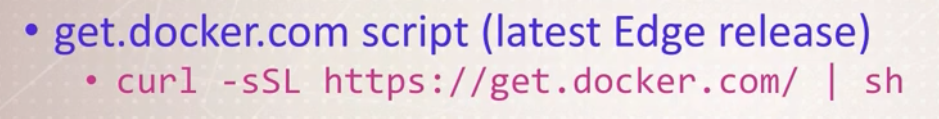 • get.docker.com script (latest Edge release)
• curl -sSL https://get.docker.com/ | sh